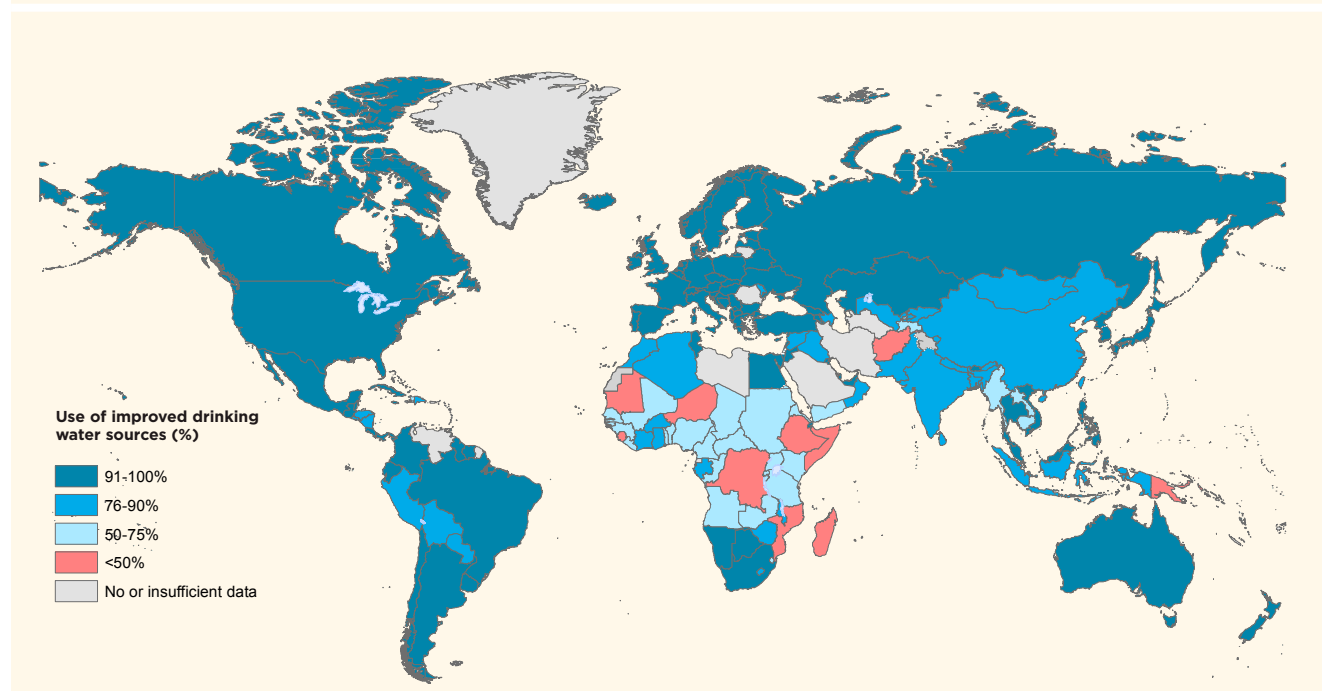 Use of improved drinking
water sources (%)
91-100%
76-90%
50-75%
<50%
No or insufficient data